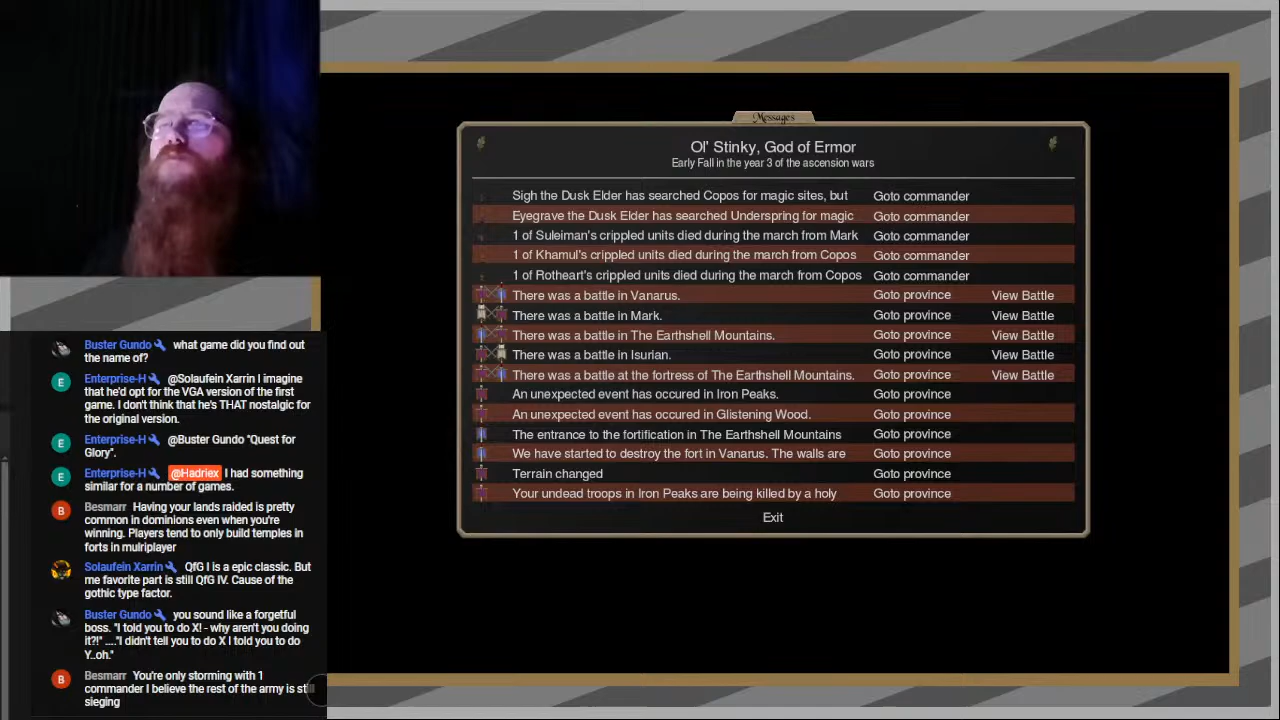 Messages
Ol' Stinky, God of Ermor
Early Fall in the year 3 of the ascension wars
Sigh the Dusk Elder has searched Copos for magic sites, but Goto commander
Eyegrave the Dusk Elder has searched Underspring for magic Goto commander
1 of Suleiman's crippled units died during the march from Mark Goto commander
1 of Khamul's crippled units died during the march from Copos Goto commander
1 of Rotheart's crippled units died during the march from Copos Goto commander
There was a battle in Vanarus. Goto province View Battle
There was a battle in Mark. Goto province View Battle
There was a battle in The Earthshell Mountains. Goto province View Battle
There was a battle in Isurian. Goto province View Battle
There was a battle at the fortress of The Earthshell Mountains. Goto province View Battle
An unexpected event has occured in Iron Peaks. Goto province
An unexpected event has occured in Glistening Wood. Goto province
The entrance to the fortification in The Earthshell Mountains Goto province
We have started to destroy the fort in Vanarus. The walls are Goto province
Terrain changed Goto province
Your undead troops in Iron Peaks are being killed by a holy Goto province
Exit
Buster Gundo what game did you find out
the name of?
E Enterprise-H @Solaufein Xarrin I imagine
that he'd opt for the VGA version of the first
game. I don't think that he's THAT nostalgic for
the original version.
E Enterprise-H @Buster Gundo "Quest for
Glory".
E Enterprise-H @Hadriex I had something
similar for a number of games.
B Besmarr Having your lands raided is pretty
common in dominions even when you're
winning. Players tend to only build temples in
forts in mulriplayer
Solaufein Xarrin QfG I is a epic classic. But
me favorite part is still QfG IV. Cause of the
gothic type factor.
Buster Gundo you sound like a forgetful
boss. "I told you to do X! - why aren't you doing
it?!" ...."I didn't tell you to do X I told you to do
Y..oh."
B Besmarr You're only storming with 1
commander I believe the rest of the army is still
sieging